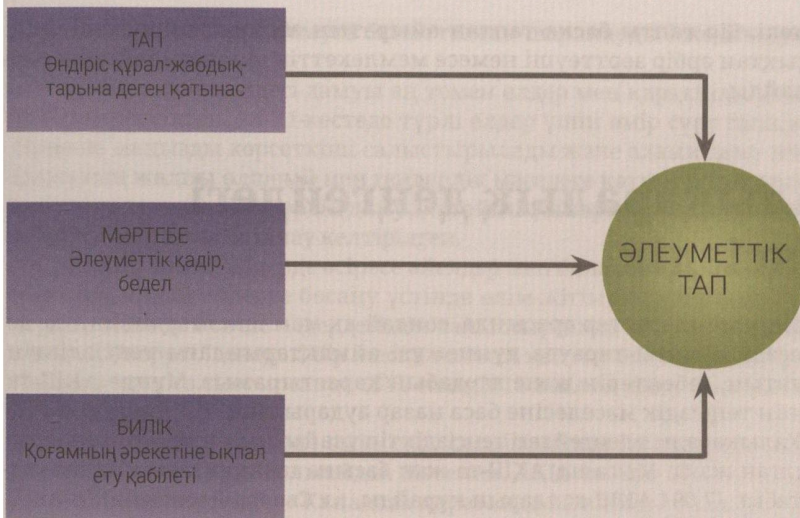 ТАП
Өндіріс құрал-жабдық-
тарына деген қатынас
МӘРТЕБЕ
Әлеуметтік қадір,
бедел
БИЛІК
Қоғамның әрекетіне ықпал
ету қабілеті
ӘЛЕУМЕТТІК
ТАП